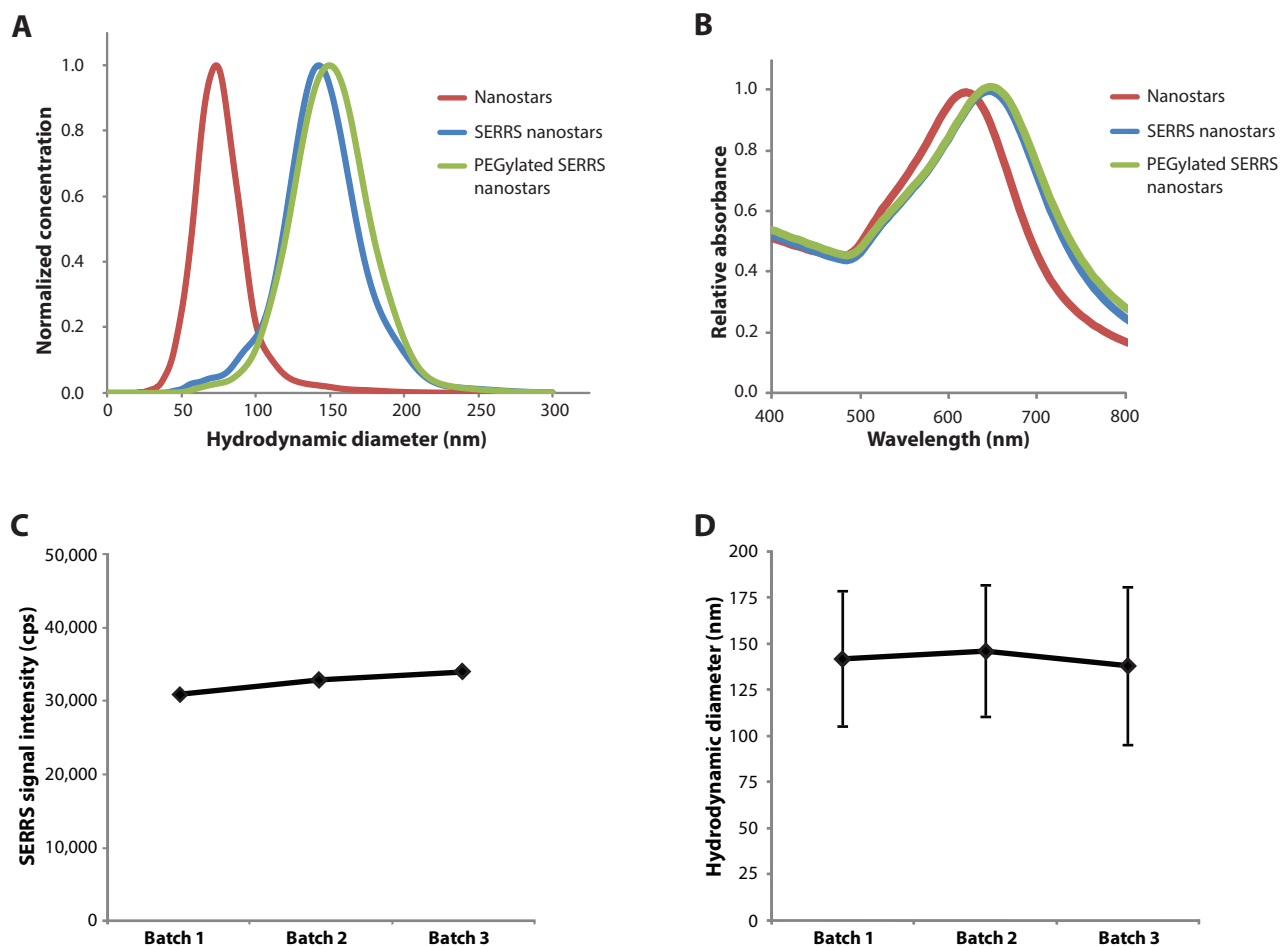 A
Normalized concentration
1.0
0.8
0.6
0.4
0.2
0.0
0
50
100
150
200
250
300
Hydrodynamic diameter (nm)
Nanostars
SERRS nanostars
PEGylated SERRS
nanostars
B
Relative absorbance
1.0
0.8
0.6
0.4
0.2
0.0
400
500
600
700
800
Wavelength (nm)
Nanostars
SERRS nanostars
PEGylated SERRS
nanostars
C
SERRS signal intensity (cps)
50,000
40,000
30,000
20,000
10,000
0
Batch 1
Batch 2
Batch 3
D
Hydrodynamic diameter (nm)
200
175
150
125
100
75
50
25
0
Batch 1
Batch 2
Batch 3